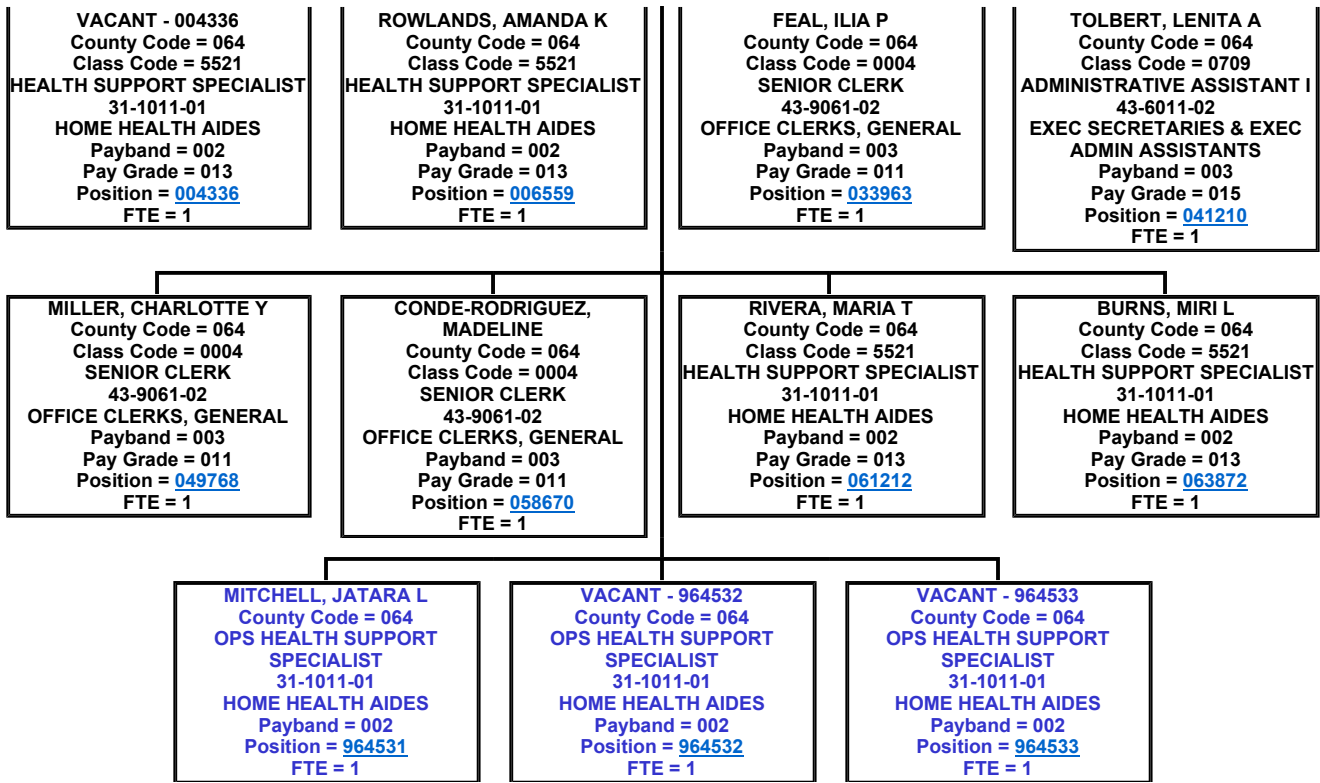 VACANT - 004336
County Code = 064
Class Code = 5521
HEALTH SUPPORT SPECIALIST
31-1011-01
HOME HEALTH AIDES
Payband = 002
Pay Grade = 013
Position = 004336
FTE = 1
ROWLANDS, AMANDA K
County Code = 064
Class Code = 5521
HEALTH SUPPORT SPECIALIST
31-1011-01
HOME HEALTH AIDES
Payband = 002
Pay Grade = 013
Position = 006559
FTE = 1
FEAL, ILIA P
County Code = 064
Class Code = 0004
SENIOR CLERK
43-9061-02
OFFICE CLERKS, GENERAL
Payband = 003
Pay Grade = 011
Position = 033963
FTE = 1
TOLBERT, LENITA A
County Code = 064
Class Code = 0709
ADMINISTRATIVE ASSISTANT I
43-6011-02
EXEC SECRETARIES & EXEC
ADMIN ASSISTANTS
Payband = 003
Pay Grade = 015
Position = 041210
FTE = 1
MILLER, CHARLOTTE Y
County Code = 064
Class Code = 0004
SENIOR CLERK
43-9061-02
OFFICE CLERKS, GENERAL
Payband = 003
Pay Grade = 011
Position = 049768
FTE = 1
CONDE-RODRIGUEZ,
MADELINE
County Code = 064
Class Code = 0004
SENIOR CLERK
43-9061-02
OFFICE CLERKS, GENERAL
Payband = 003
Pay Grade = 011
Position = 058670
FTE = 1
RIVERA, MARIA T
County Code = 064
Class Code = 5521
HEALTH SUPPORT SPECIALIST
31-1011-01
HOME HEALTH AIDES
Payband = 002
Pay Grade = 013
Position = 061212
FTE = 1
BURNS, MIRI L
County Code = 064
Class Code = 5521
HEALTH SUPPORT SPECIALIST
31-1011-01
HOME HEALTH AIDES
Payband = 002
Pay Grade = 013
Position = 063872
FTE = 1
MITCHELL, JATARA L
County Code = 064
OPS HEALTH SUPPORT
SPECIALIST
31-1011-01
HOME HEALTH AIDES
Payband = 002
Position = 964531
FTE = 1
VACANT - 964532
County Code = 064
OPS HEALTH SUPPORT
SPECIALIST
31-1011-01
HOME HEALTH AIDES
Payband = 002
Position = 964532
FTE = 1
VACANT - 964533
County Code = 064
OPS HEALTH SUPPORT
SPECIALIST
31-1011-01
HOME HEALTH AIDES
Payband = 002
Position = 964533
FTE = 1